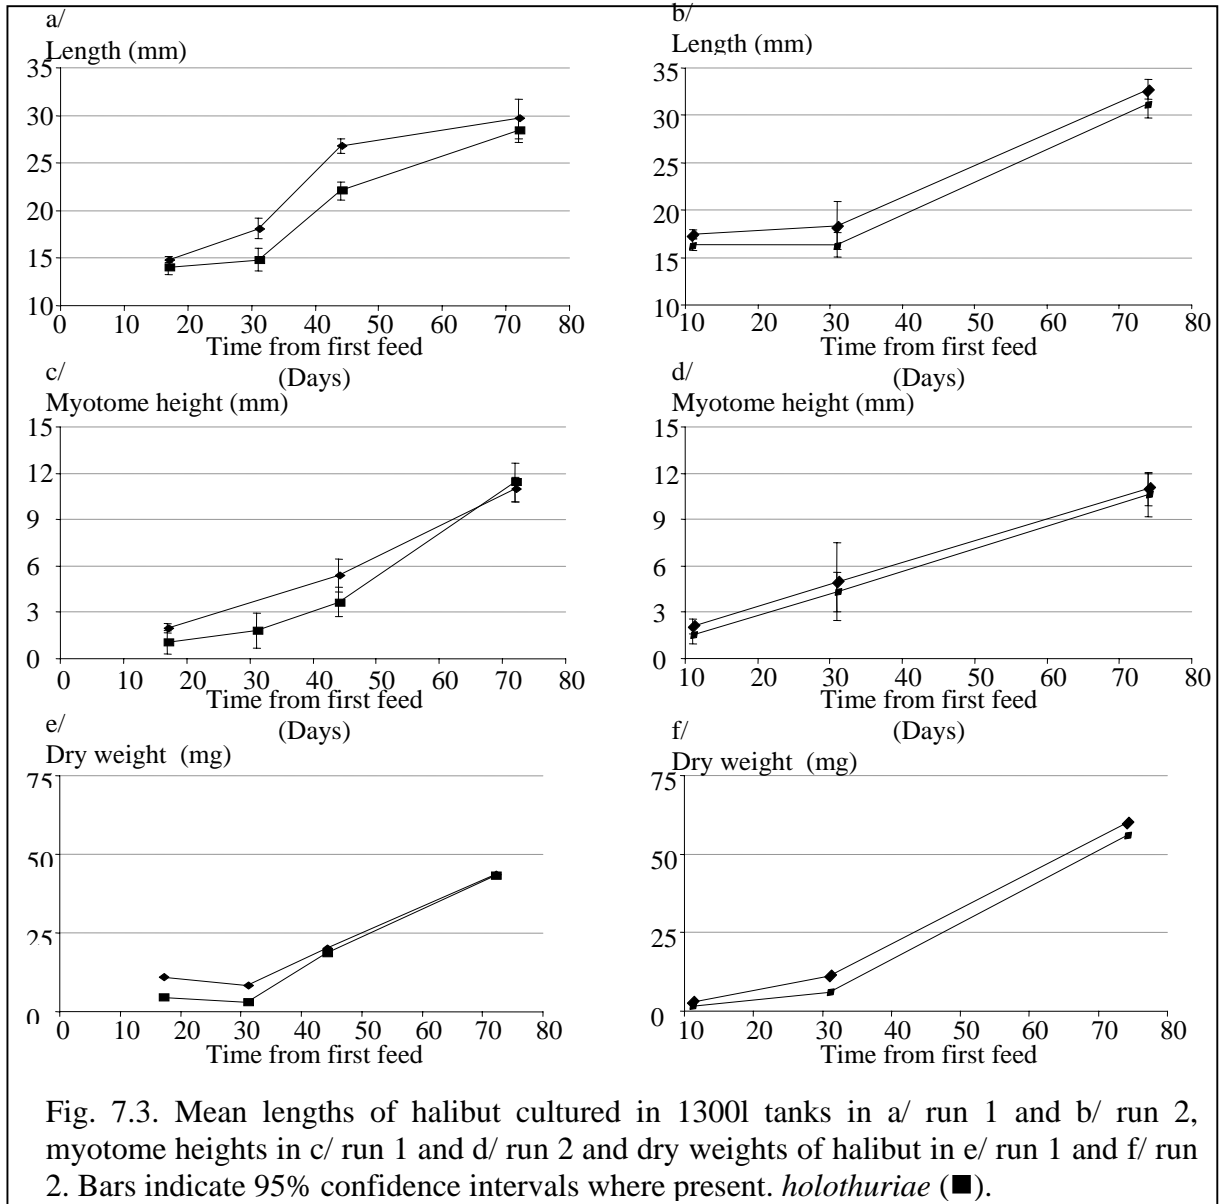 a/
Length (mm)
35
30
25
20
15
10
0 10 20 30 40 50 60 70 80
Time from first feed
(Days)
b/
Length (mm)
35
30
25
20
15
10
10 20 30 40 50 60 70 80
Time from first feed
(Days)
c/
Myotome height (mm)
15
12
9
6
3
0
0 10 20 30 40 50 60 70 80
Time from first feed
(Days)
d/
Myotome height (mm)
15
12
9
6
3
0
10 20 30 40 50 60 70 80
Time from first feed
(Days)
e/
Dry weight (mg)
75
50
25
0
0 10 20 30 40 50 60 70 80
Time from first feed
f/
Dry weight (mg)
75
50
25
0
10 20 30 40 50 60 70 80
Time from first feed
Fig. 7.3. Mean lengths of halibut cultured in 1300l tanks in a/ run 1 and b/ run 2,
myotome heights in c/ run 1 and d/ run 2 and dry weights of halibut in e/ run 1 and f/ run
2. Bars indicate 95% confidence intervals where present. holothuriae (■).